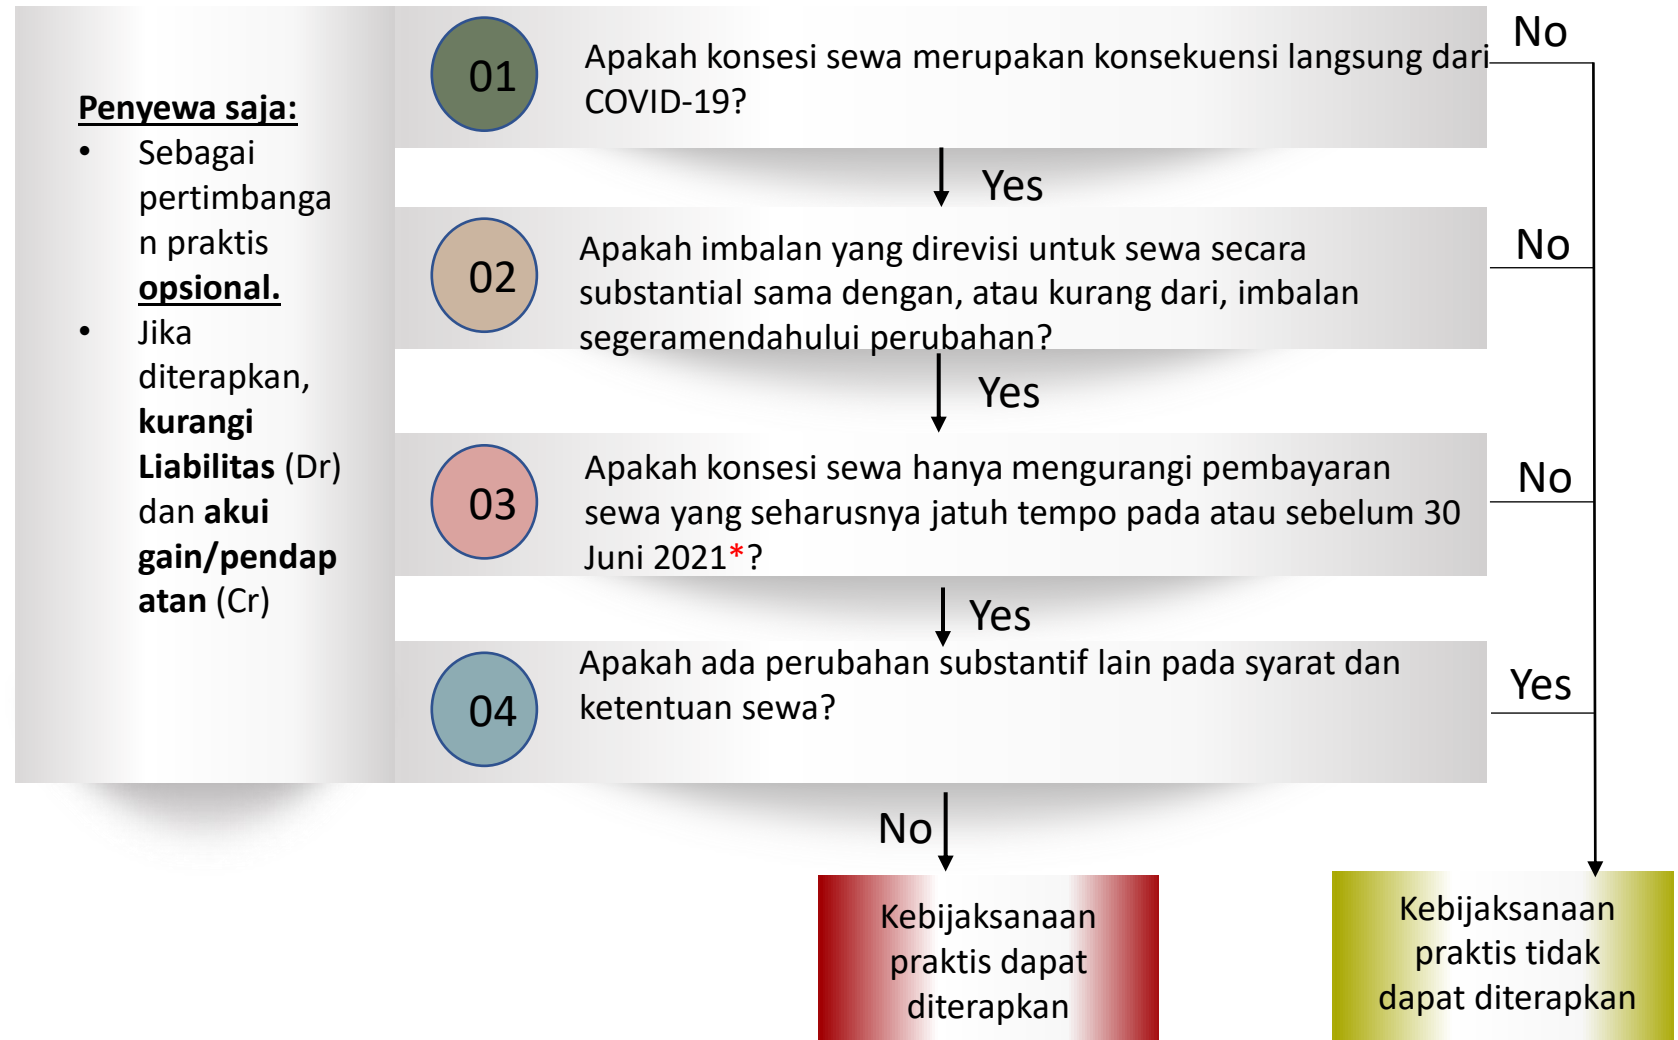 Penyewa saja:
• Sebagai
pertimbanga
n praktis
opsional.
• Jika
diterapkan,
kurangi
Liabilitas (Dr)
dan akui
gain/pendap
atan (Cr)
01
Apakah konsesi sewa merupakan konsekuensi langsung dari
COVID-19?
No
Yes
02
Apakah imbalan yang direvisi untuk sewa secara
substantial sama dengan, atau kurang dari, imbalan
segeramendahului perubahan?
No
Yes
03
Apakah konsesi sewa hanya mengurangi pembayaran
sewa yang seharusnya jatuh tempo pada atau sebelum 30
Juni 2021*?
No
Yes
04
Apakah ada perubahan substantif lain pada syarat dan
ketentuan sewa?
Yes
No
Kebijaksanaan
praktis dapat
diterapkan
Kebijaksanaan
praktis tidak
dapat diterapkan